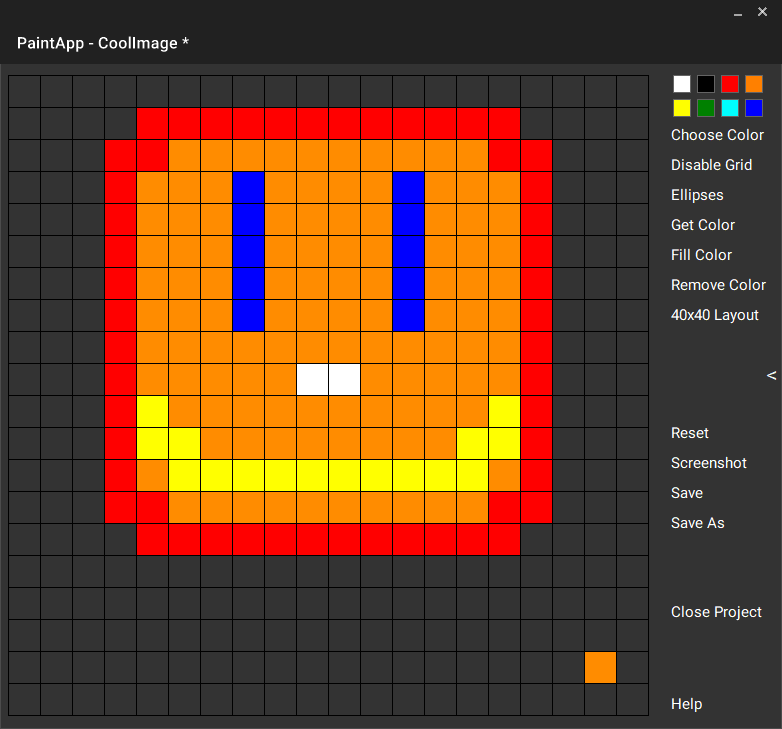 PaintApp - CoolImage *
Choose Color
Disable Grid
Ellipses
Get Color
Fill Color
Remove Color
40x40 Layout
<
Reset
Screenshot
Save
Save As
Close Project
Help